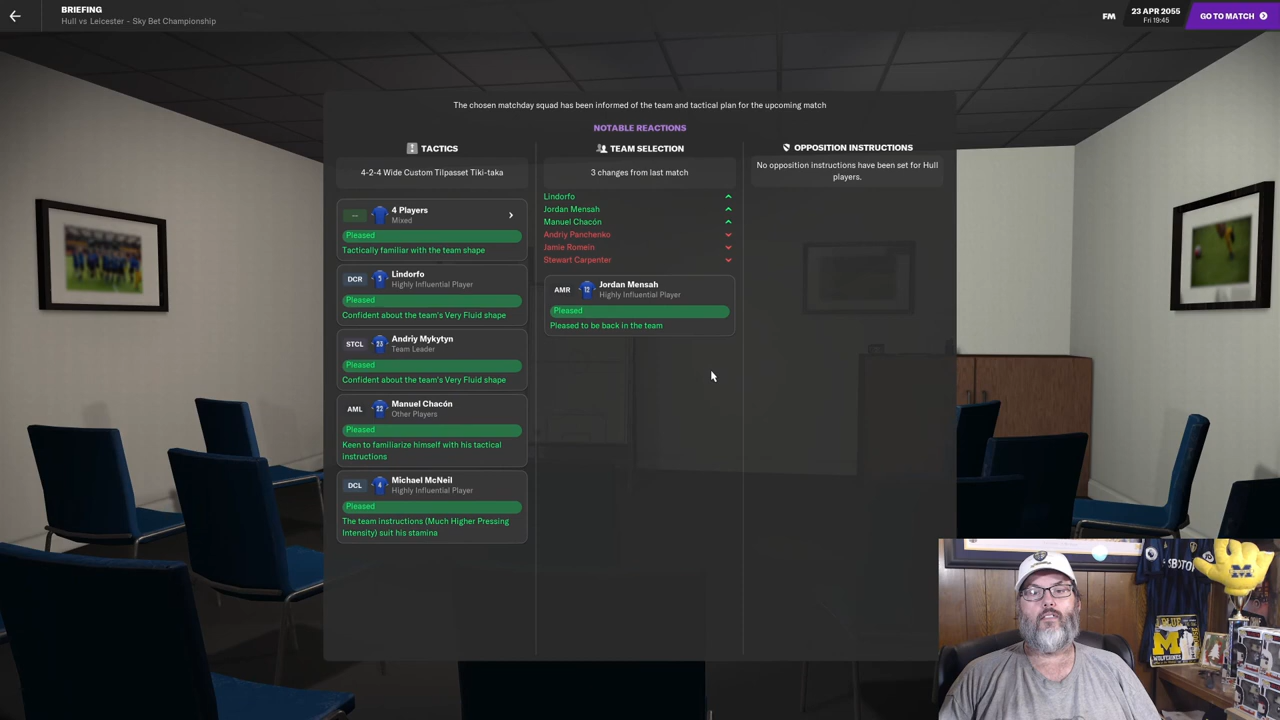 BRIEFING
Hull vs Leicester - Sky Bet Championship
FM
23 APR 2055
Fri 19:45
GO TO MATCH
The chosen matchday squad has been informed of the team and tactical plan for the upcoming match
NOTABLE REACTIONS
TACTICS
4-2-4 Wide Custom Tilpasset Tiki-taka
4 Players
Mixed
Pleased
Tactically familiar with the team shape
DCR
5
Lindorfo
Highly Influential Player
Pleased
Confident about the team's Very Fluid shape
STCL
23
Andriy Mykytyn
Team Leader
Pleased
Confident about the team's Very Fluid shape
AML
22
Manuel Chacón
Other Players
Pleased
Keen to familiarize himself with his tactical
instructions
DCL
4
Michael McNeil
Highly Influential Player
Pleased
The team instructions (Much Higher Pressing
Intensity) suit his stamina
TEAM SELECTION
3 changes from last match
Lindorfo
Jordan Mensah
Manuel Chacón
Andriy Panchenko
Jamie Romein
Stewart Carpenter
AMR
12
Jordan Mensah
Highly Influential Player
Pleased
Pleased to be back in the team
OPPOSITION INSTRUCTIONS
No opposition instructions have been set for Hull
players.
SBOTO
M